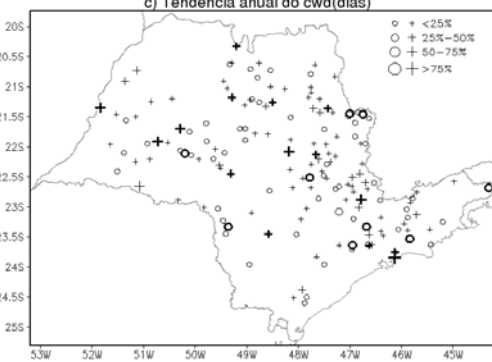 c) Tendência anual do cwd(dias)
20S
20.5S
21S
21.5S
22S
22.5S
23S
23.5S
24S
24.5S
25S
<25%
25%-50%
50-75%
>75%
53W 52W 51W 50W 49W 48W 47W 46W 45W